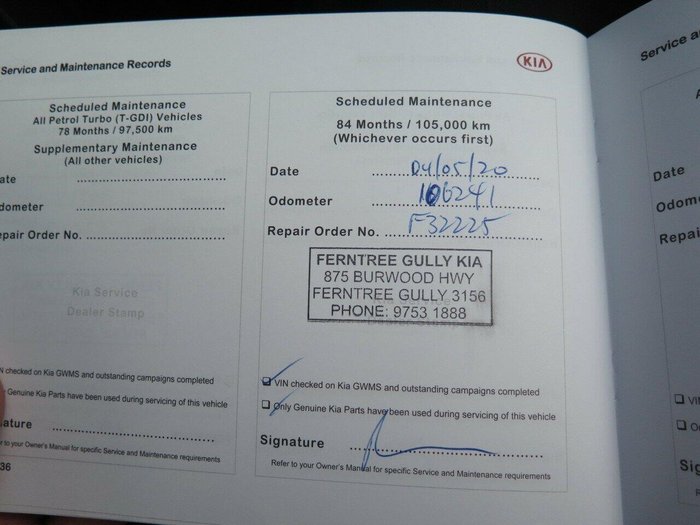 Service and Maintenance Records
Scheduled Maintenance
All Petrol Turbo (T-GDI) Vehicles
78 Months / 97,500 km
Supplementary Maintenance
(All other vehicles)
ate
dometer
epair Order No.
Kia Service
Dealer Stamp
N checked on Kia GWMS and outstanding campaigns completed
y Genuine Kia Parts have been used during servicing of this vehicle
ature
r to your Owner's Manual for specific Service and Maintenance requirements
36
KIA
Scheduled Maintenance
84 Months / 105,000 km
(Whichever occurs first)
Date 04/05/20
Odometer 106241
Repair Order No. F32225
FERNTREE GULLY KIA
875 BURWOOD HWY
FERNTREE GULLY 3156
PHONE: 9753 1888
VIN checked on Kia GWMS and outstanding campaigns completed
Only Genuine Kia Parts have been used during servicing of this vehicle
Signature
Refer to your Owner's Manual for specific Service and Maintenance requirements
Service a
Date
Odom
Repai
VI
O
Sig